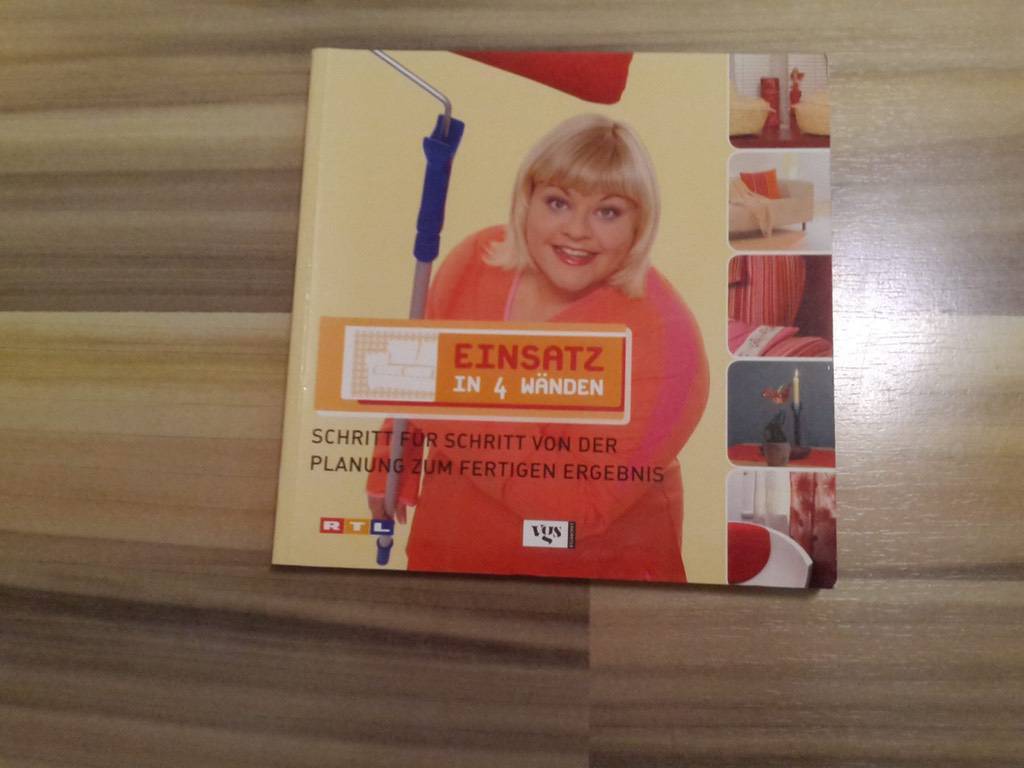 EINSATZ
IN 4 WÄNDEN
SCHRITT FÜR SCHRITT VON DER
PLANUNG ZUM FERTIGEN ERGEBNIS
RTL
vgs